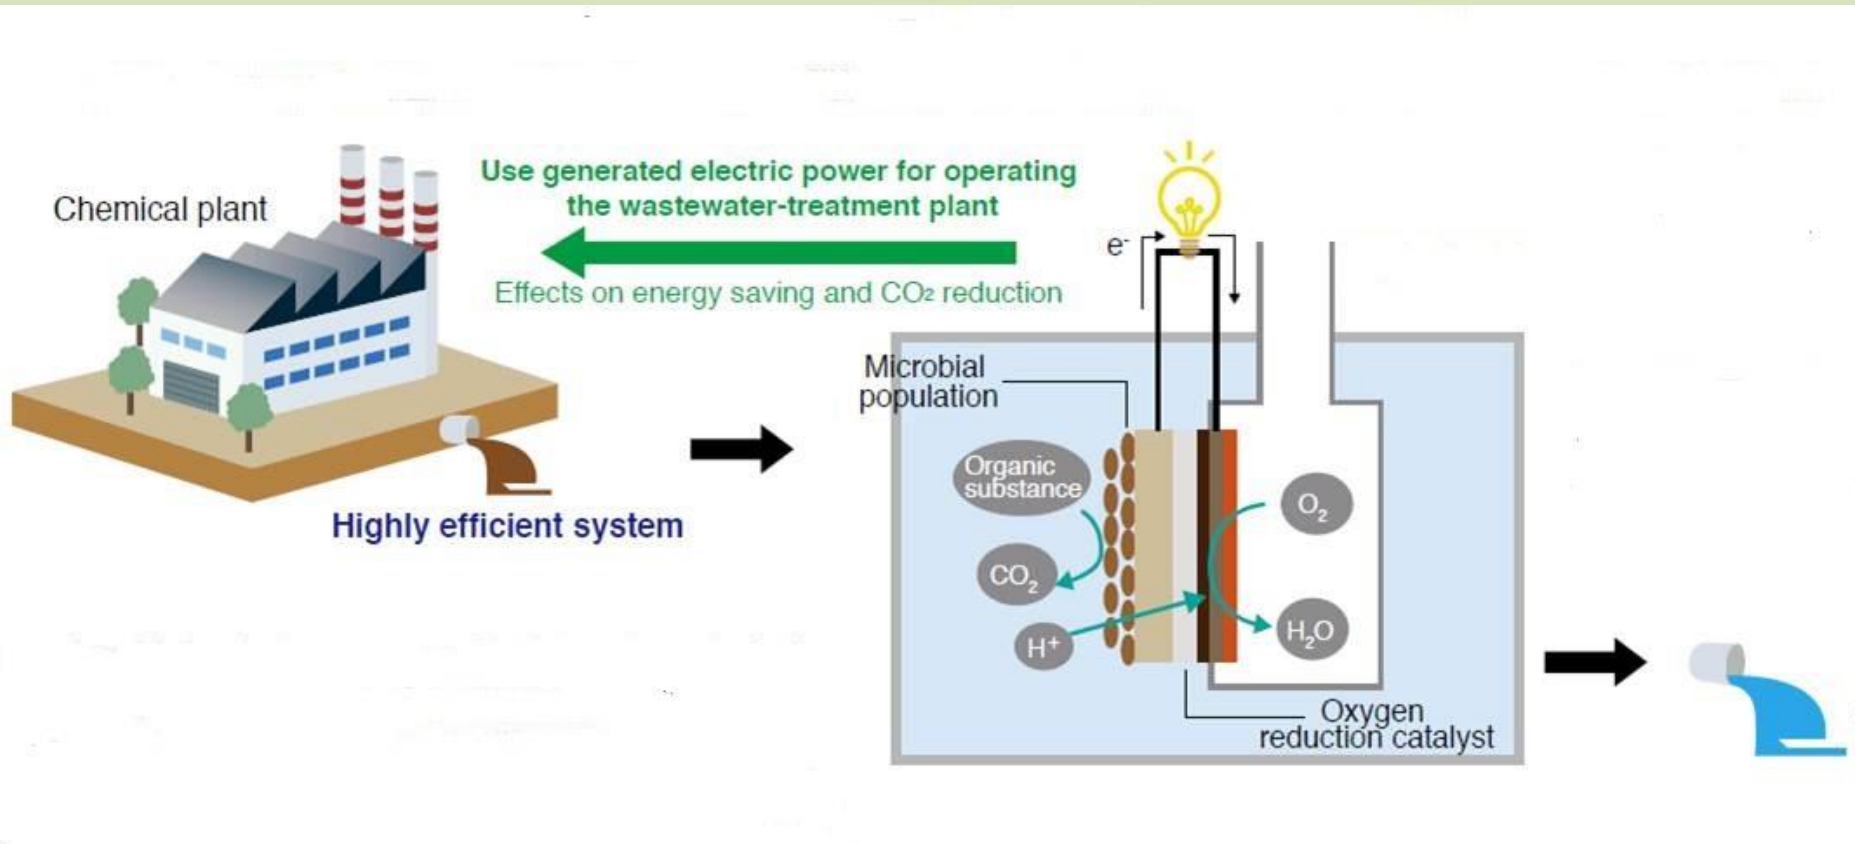 Chemical plant
Use generated electric power for operating
the wastewater-treatment plant
Effects on energy saving and CO₂ reduction
Highly efficient system
e⁻
Microbial
population
Organic
substance
CO₂
H⁺
O₂
H₂O
Oxygen
reduction catalyst